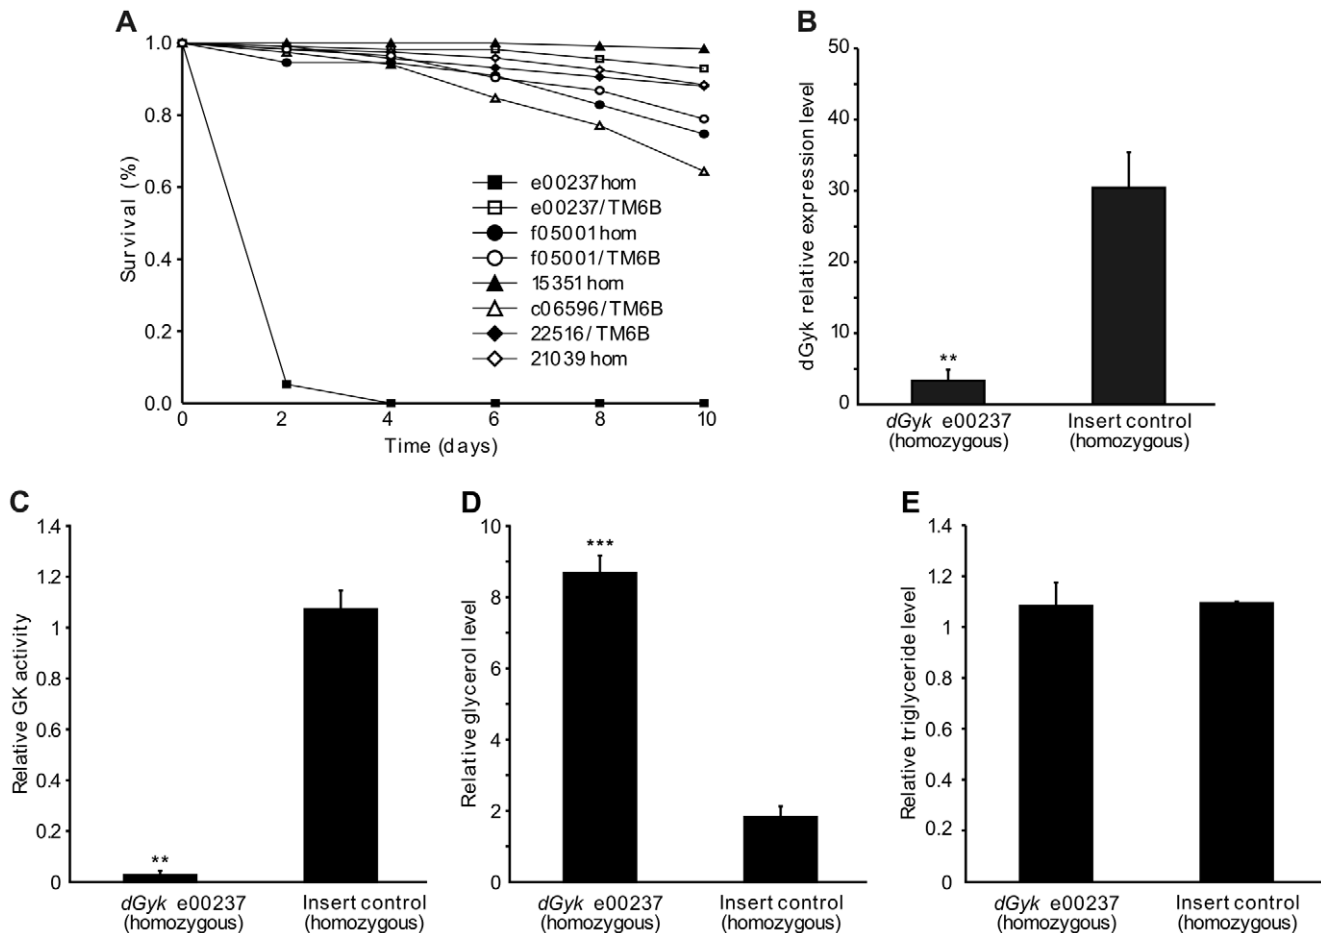 A
Survival (%)
1.0
0.8
0.6
0.4
0.2
0.0
0
2
4
6
8
10
Time (days)
e00237 hom
e00237/TM6B
f05001 hom
f05001/TM6B
15351 hom
c06596/TM6B
22516/TM6B
21039 hom
B
dGyk relative expression level
50
40
30
20
10
0
**
dGyk e00237
(homozygous)
Insert control
(homozygous)
C
Relative GK activity
1.4
1.2
1
0.8
0.6
0.4
0.2
0
**
dGyk e00237
(homozygous)
Insert control
(homozygous)
D
Relative glycerol level
10
8
6
4
2
0
***
dGyk e00237
(homozygous)
Insert control
(homozygous)
E
Relative triglyceride level
1.4
1.2
1
0.8
0.6
0.4
0.2
0
dGyk e00237
(homozygous)
Insert control
(homozygous)